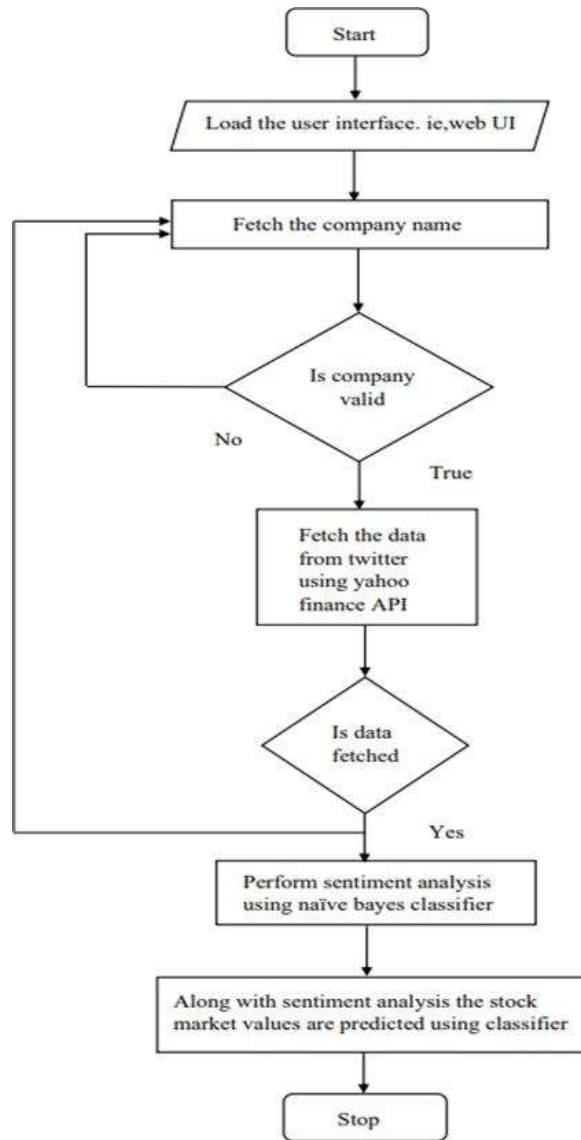 Start
Load the user interface. ie,web UI
Fetch the company name
Is company
valid
No
True
Fetch the data
from twitter
using yahoo
finance API
Is data
fetched
Yes
Perform sentiment analysis
using naïve bayes classifier
Along with sentiment analysis the stock
market values are predicted using classifier
Stop